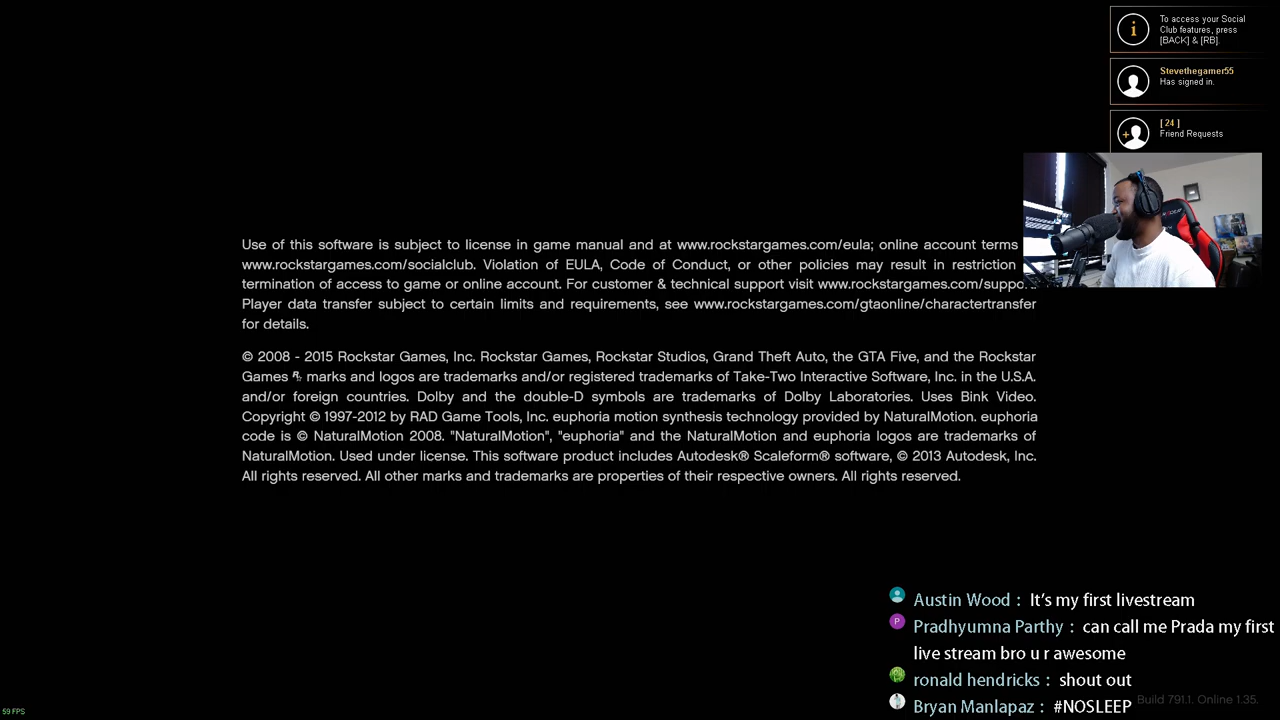 To access your Social
Club features, press
[BACK] & [RB].
Stevethegamer55
Has signed in.
[ 24 ]
Friend Requests
Use of this software is subject to license in game manual and at www.rockstargames.com/eula; online account terms
www.rockstargames.com/socialclub. Violation of EULA, Code of Conduct, or other policies may result in restriction
termination of access to game or online account. For customer & technical support visit www.rockstargames.com/suppo
Player data transfer subject to certain limits and requirements, see www.rockstargames.com/gtaonline/charactertransfer
for details.
© 2008 - 2015 Rockstar Games, Inc. Rockstar Games, Rockstar Studios, Grand Theft Auto, the GTA Five, and the Rockstar
Games R* marks and logos are trademarks and/or registered trademarks of Take-Two Interactive Software, Inc. in the U.S.A.
and/or foreign countries. Dolby and the double-D symbols are trademarks of Dolby Laboratories. Uses Bink Video.
Copyright © 1997-2012 by RAD Game Tools, Inc. euphoria motion synthesis technology provided by NaturalMotion. euphoria
code is © NaturalMotion 2008. "NaturalMotion", "euphoria" and the NaturalMotion and euphoria logos are trademarks of
NaturalMotion. Used under license. This software product includes Autodesk® Scaleform® software, © 2013 Autodesk, Inc.
All rights reserved. All other marks and trademarks are properties of their respective owners. All rights reserved.
Austin Wood : It's my first livestream
P Pradhyumna Parthy : can call me Prada my first
live stream bro u r awesome
ronald hendricks : shout out
Bryan Manlapaz : #NOSLEEP
Build 791.1. Online 1.35.
59 FPS